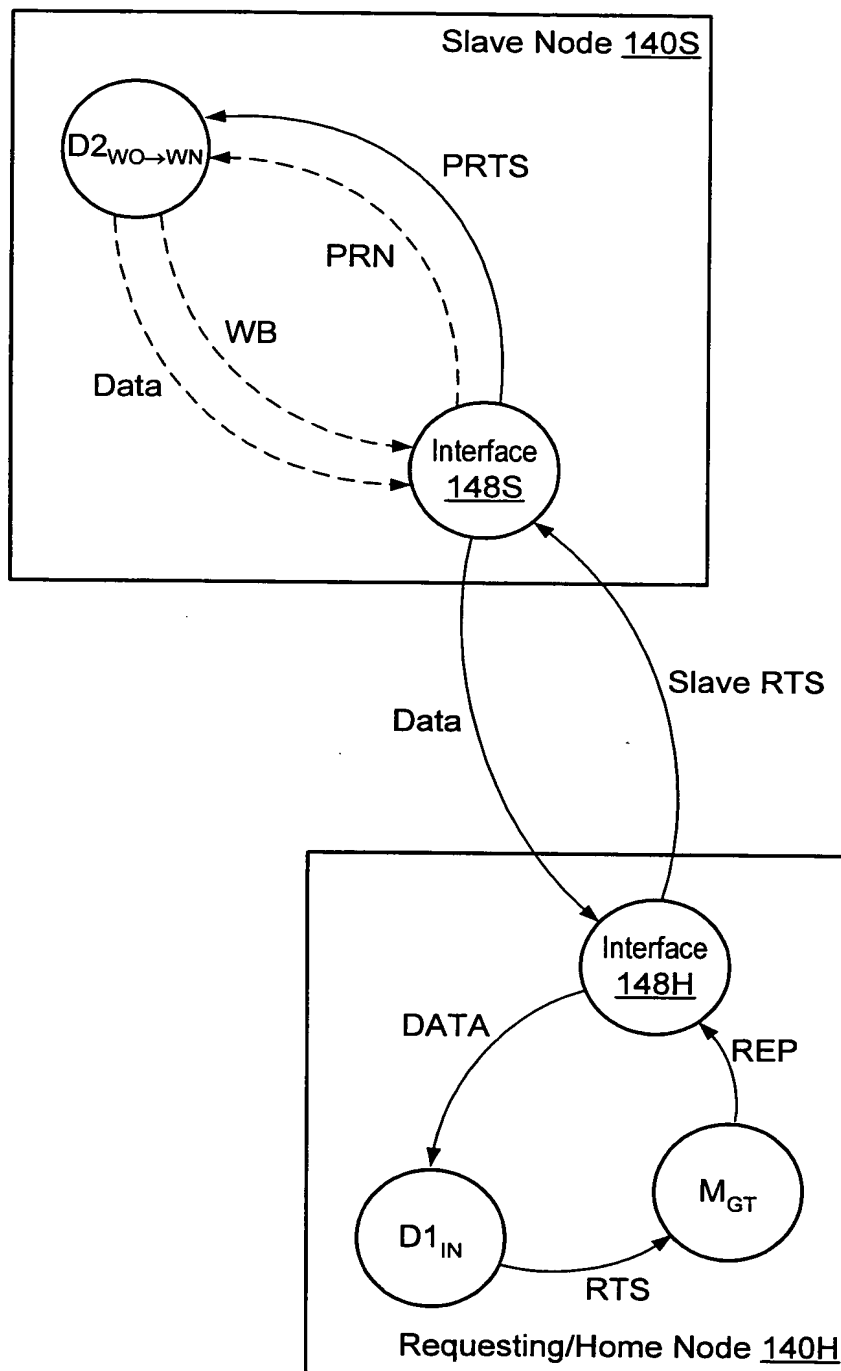 Slave Node 140S
D2WO→WN
PRTS
PRN
WB
Data
Interface
148S
Slave RTS
Data
Interface
148H
DATA
REP
MGT
D1IN
RTS
Requesting/Home Node 140H